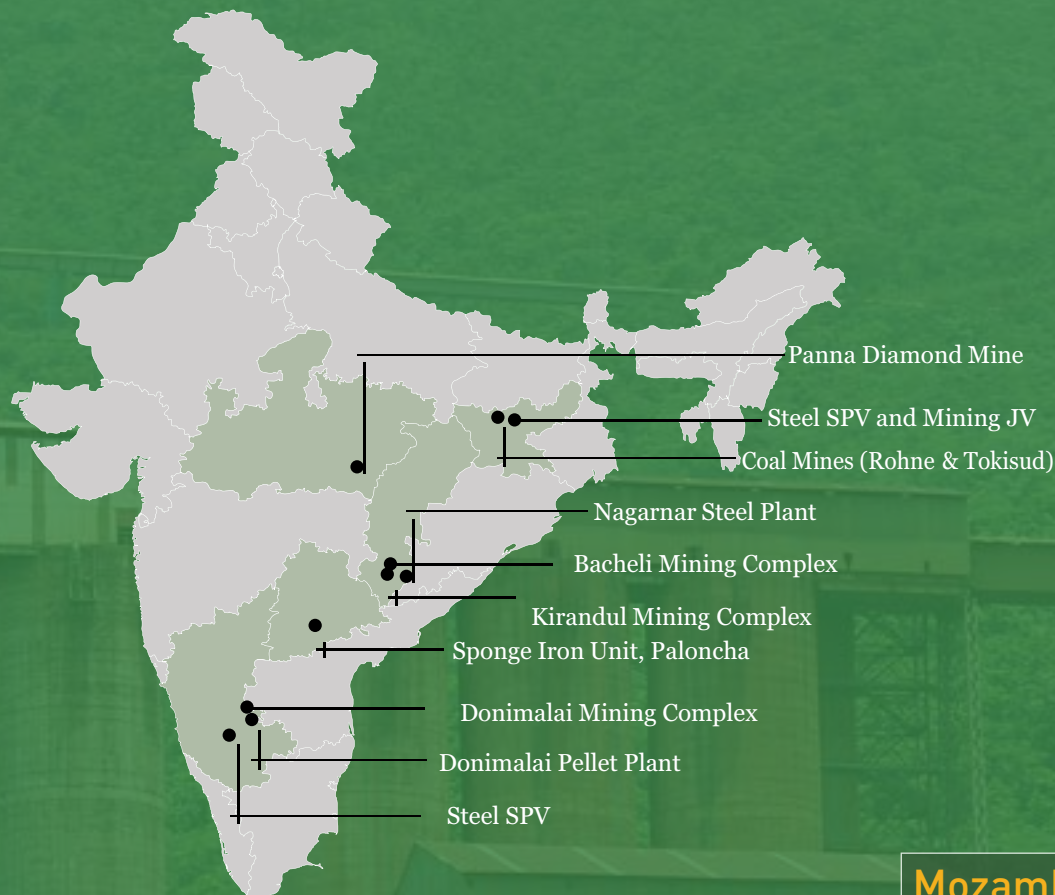 Panna Diamond Mine
Steel SPV and Mining JV
Coal Mines (Rohne & Tokisud)
Nagarnar Steel Plant
Bacheli Mining Complex
Kirandul Mining Complex
Sponge Iron Unit, Paloncha
Donimalai Mining Complex
Donimalai Pellet Plant
Steel SPV